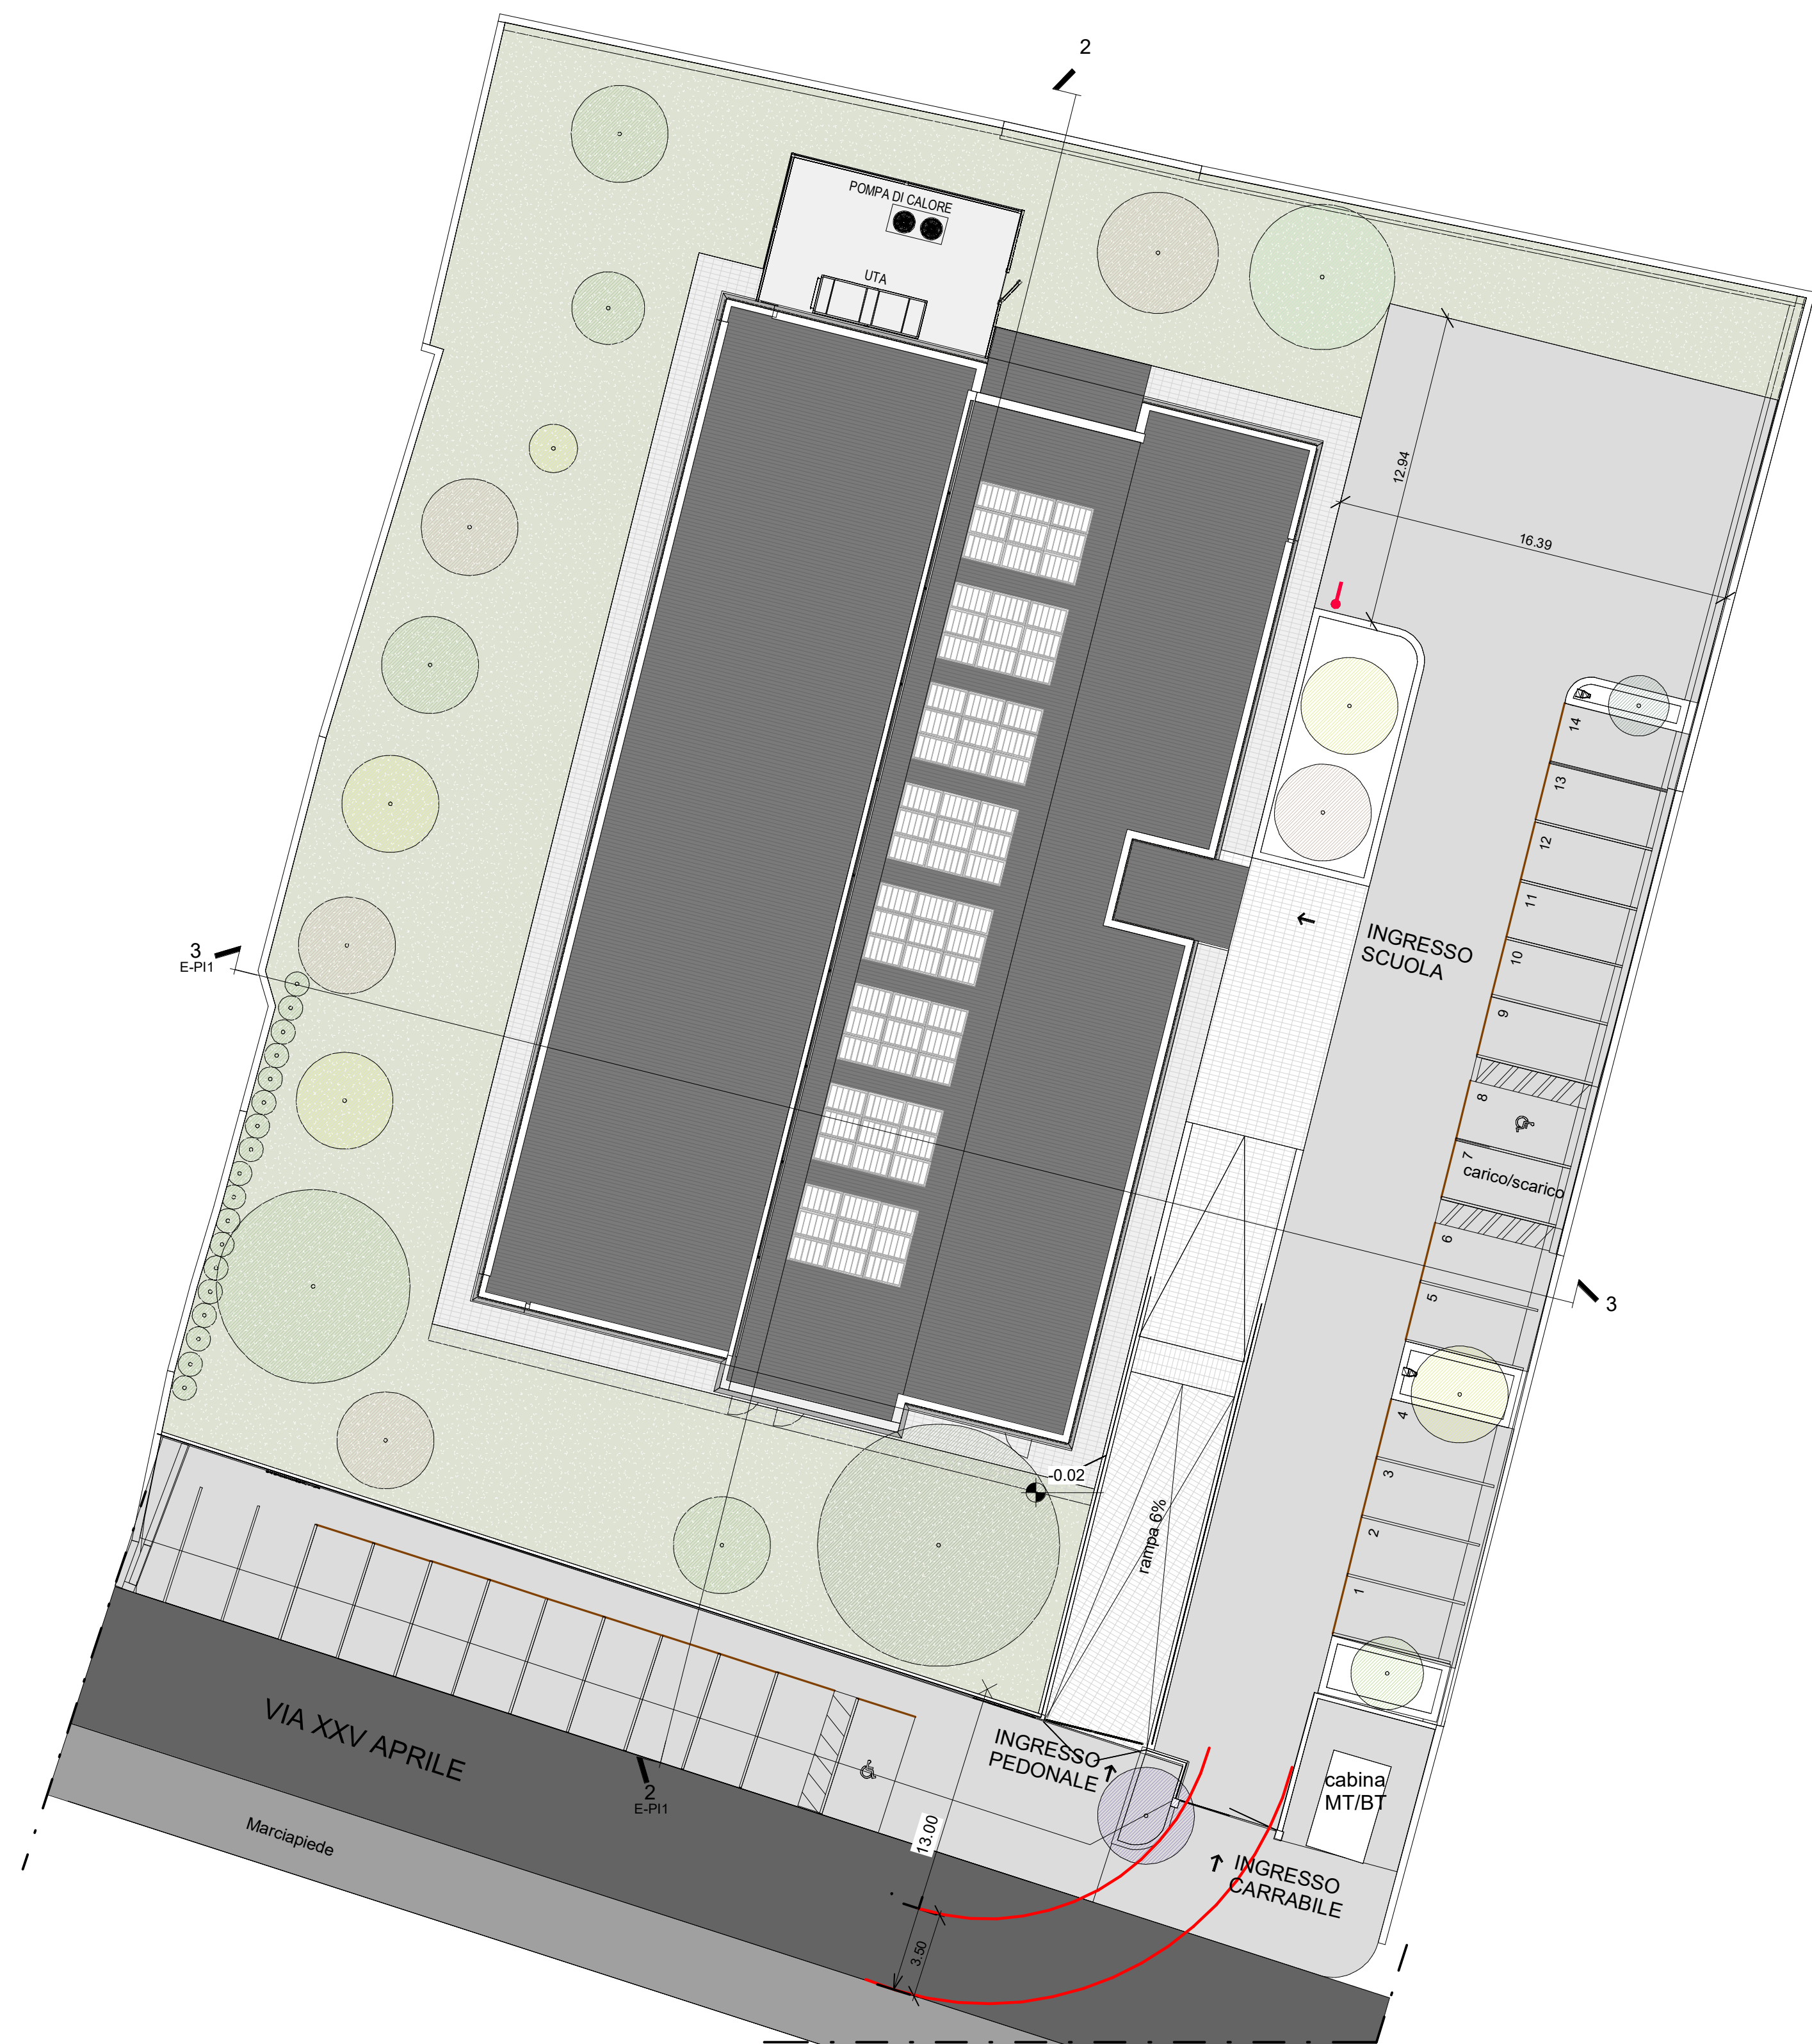 2
POMPA DI CALORE
UTA
12.94
16.39
14
13
12
11
10
9
8
7
carico/scarico
6
5
4
3
2
1
INGRESSO
SCUOLA
3
E-PI1
3
-0.02
rampa 6%
VIA XXV APRILE
Marciapiede
2
E-PI1
INGRESSO
PEDONALE
13.00
3.50
cabina
MT/BT
INGRESSO
CARRABILE